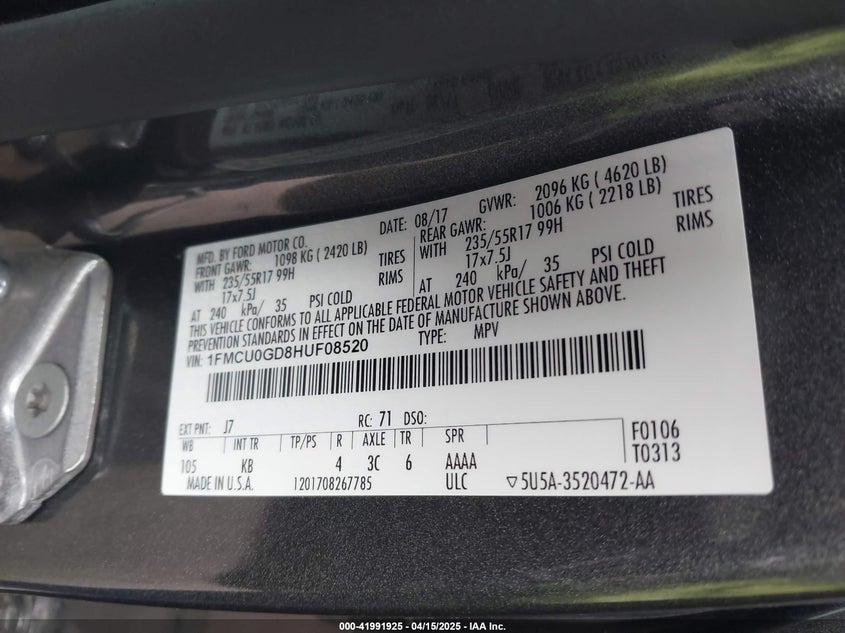 MFD. BY FORD MOTOR CO.
DATE: 08/17
GVWR: 2096 KG ( 4620 LB)
FRONT GAWR: 1098 KG ( 2420 LB)
REAR GAWR: 1006 KG ( 2218 LB)
WITH 235/55R17 99H TIRES
WITH 235/55R17 99H TIRES
17x7.5J RIMS
17x7.5J RIMS
AT 240 kPa/ 35 PSI COLD
AT 240 kPa/ 35 PSI COLD
THIS VEHICLE CONFORMS TO ALL APPLICABLE FEDERAL MOTOR VEHICLE SAFETY AND THEFT
PREVENTION STANDARDS IN EFFECT ON THE DATE OF MANUFACTURE SHOWN ABOVE.
VIN: 1FMCU0GD8HUF08520
TYPE: MPV
EXT PNT: J7 RC: 71 DSO:
WB INT TR TP/PS R AXLE TR SPR
105 KB 4 3C 6 AAAA
F0106
T0313
MADE IN U.S.A. 1201708267785 ULC ▽5U5A-3520472-AA
000-41991925 - 04/15/2025 - IAA Inc.